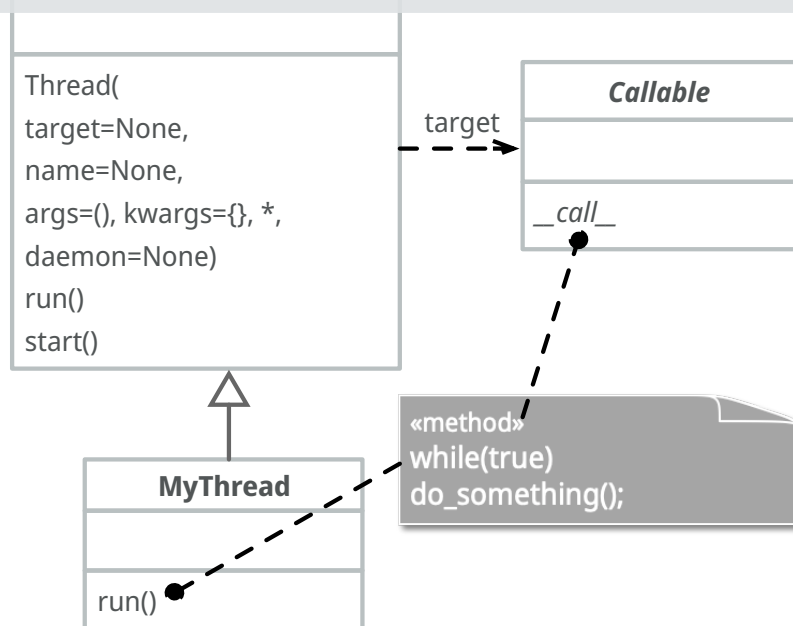 Thread(
target=None,
name=None,
args=(), kwargs={}, *,
daemon=None)
run()
start()
target
Callable
__call__
«method»
while(true)
do_something();
MyThread
run()